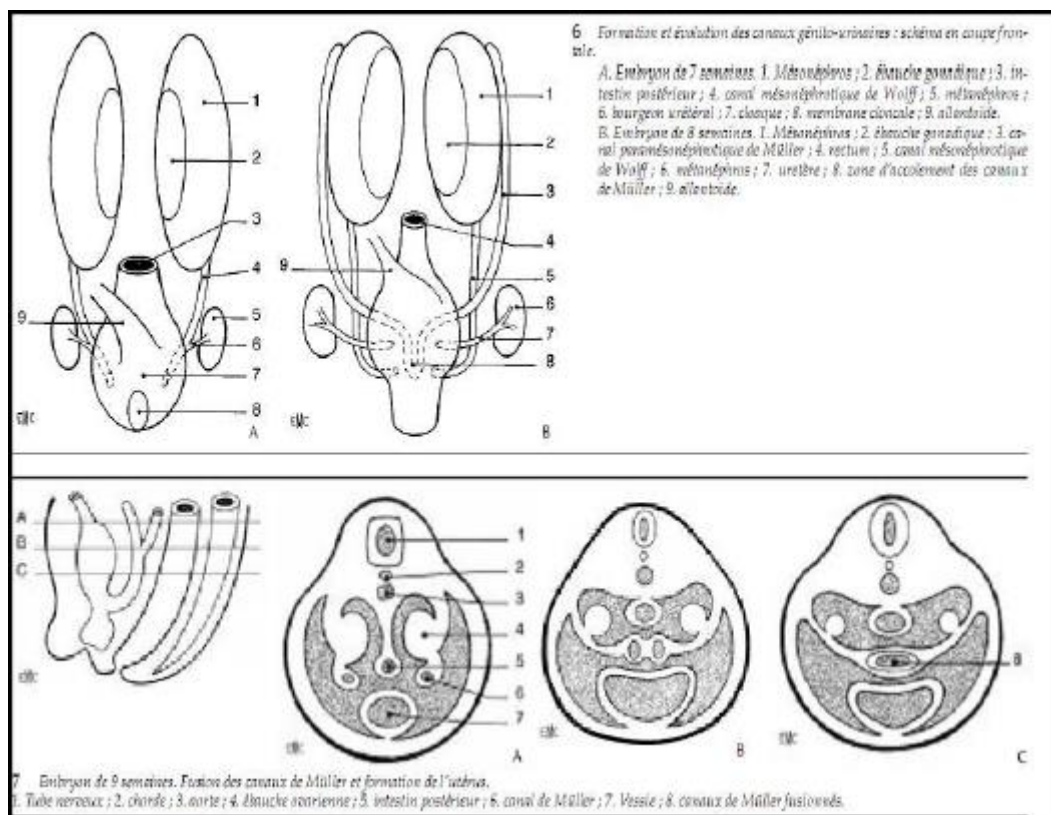 6 Formation et évolution des canaux génito-urinaires : schéma en coupe fron-
tale.
A. Embryon de 7 semaines. 1. Mésonéphros ; 2. ébauche gonadique ; 3. in-
testin postérieur ; 4. canal mésonéphrotique de Wolff ; 5. métanéphros ;
6. bourgeon urétéral ; 7. cloaque ; 8. membrane cloacale ; 9. allantoïde.
B. Embryon de 8 semaines. 1. Mésonéphros ; 2. ébauche gonadique ; 3. ca-
nal paramésonéphrotique de Müller ; 4. rectum ; 5. canal mésonéphrotique
de Wolff ; 6. métanéphros ; 7. uretère ; 8. zone d'accolement des canaux
de Müller ; 9. allantoïde.
1
2
3
4
5
6
7
8
9
EMC
A
1
2
3
4
5
6
7
8
9
EMC
B
A
B
C
EMC
1
2
3
4
5
6
7
EMC
A
EMC
B
8
EMC
C
7 Embryon de 9 semaines. Fusion des canaux de Müller et formation de l'utérus.
1. Tube nerveux ; 2. chorde ; 3. aorte ; 4. ébauche ovarienne ; 5. intestin postérieur ; 6. canal de Müller ; 7. Vessie ; 8. canaux de Müller fusionnés.